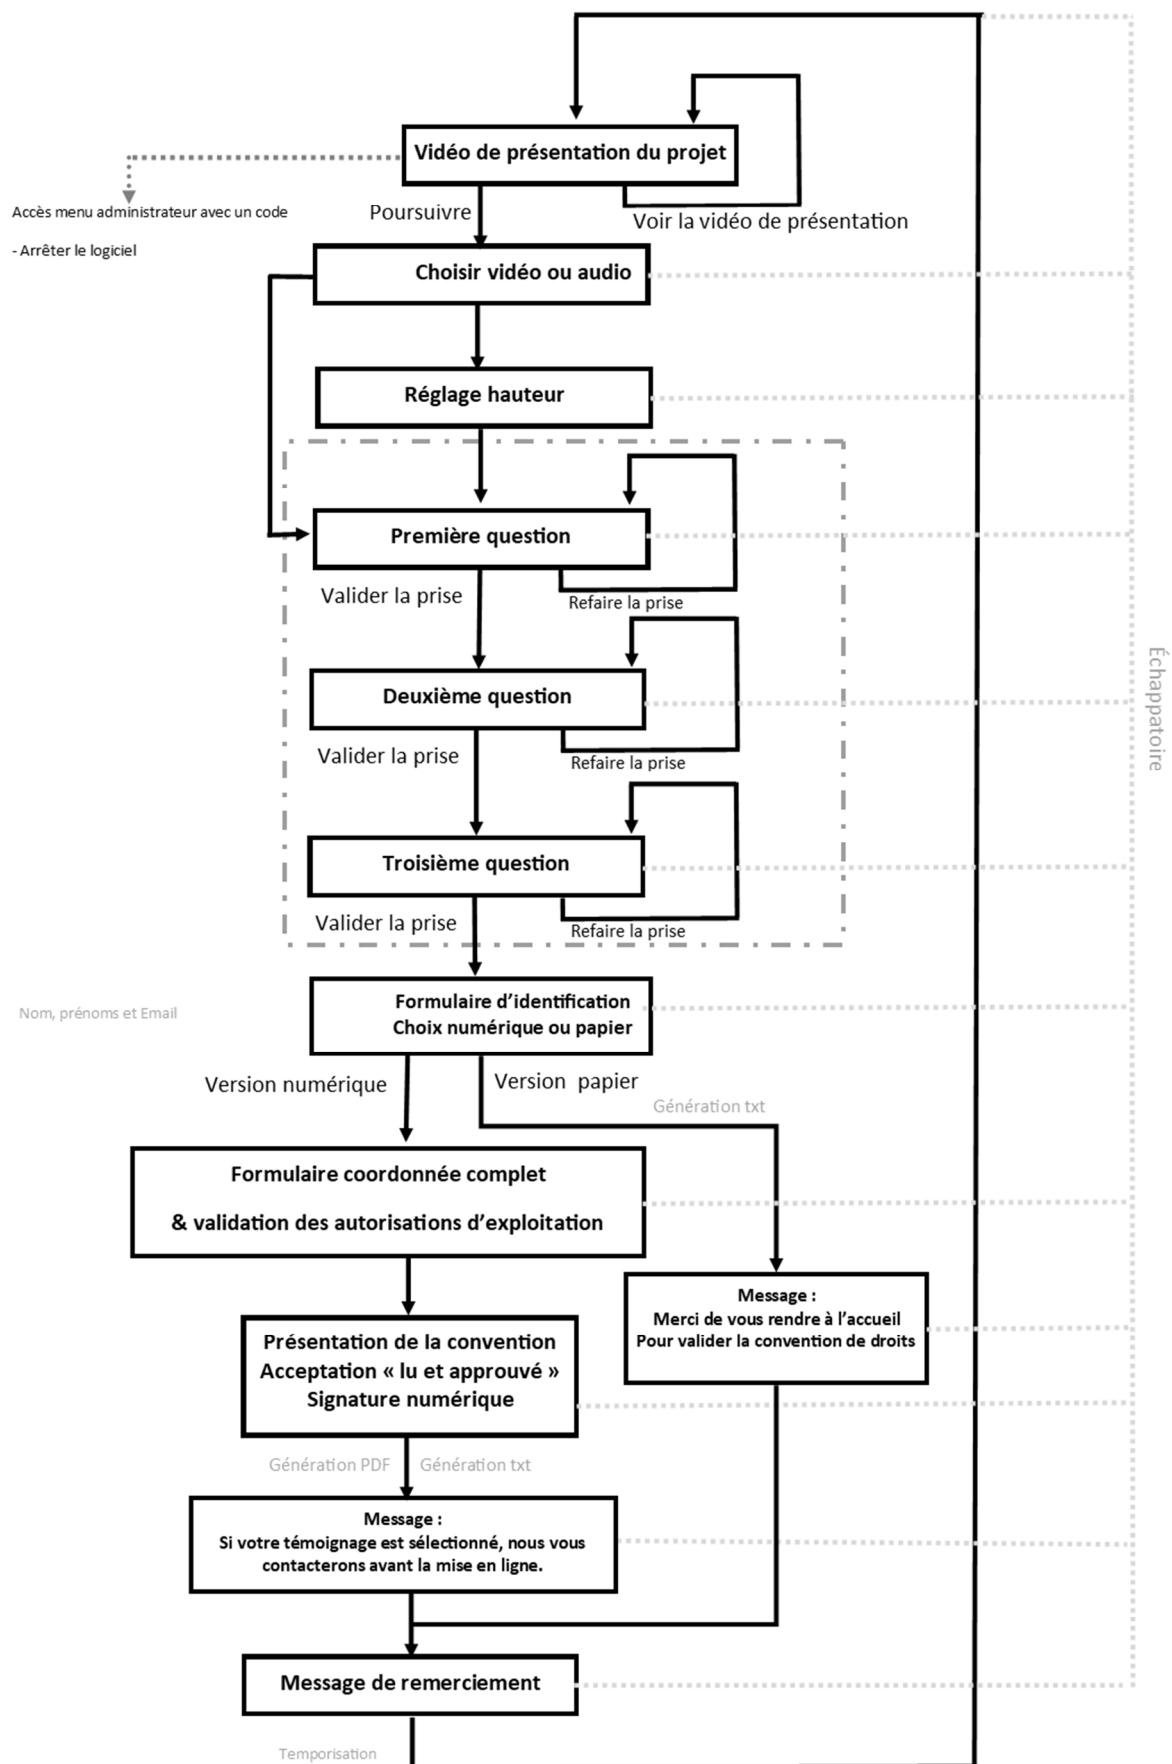 Vidéo de présentation du projet
Accès menu administrateur avec un code
- Arrêter le logiciel
Poursuivre
Voir la vidéo de présentation
Choisir vidéo ou audio
Réglage hauteur
Première question
Valider la prise
Refaire la prise
Deuxième question
Valider la prise
Refaire la prise
Troisième question
Valider la prise
Refaire la prise
Échappatoire
Nom, prénoms et Email
Formulaire d'identification
Choix numérique ou papier
Version numérique
Version papier
Génération txt
Formulaire coordonnée complet
& validation des autorisations d'exploitation
Message :
Merci de vous rendre à l'accueil
Pour valider la convention de droits
Présentation de la convention
Acceptation « lu et approuvé »
Signature numérique
Génération PDF
Génération txt
Message :
Si votre témoignage est sélectionné, nous vous
contacterons avant la mise en ligne.
Message de remerciement
Temporisation